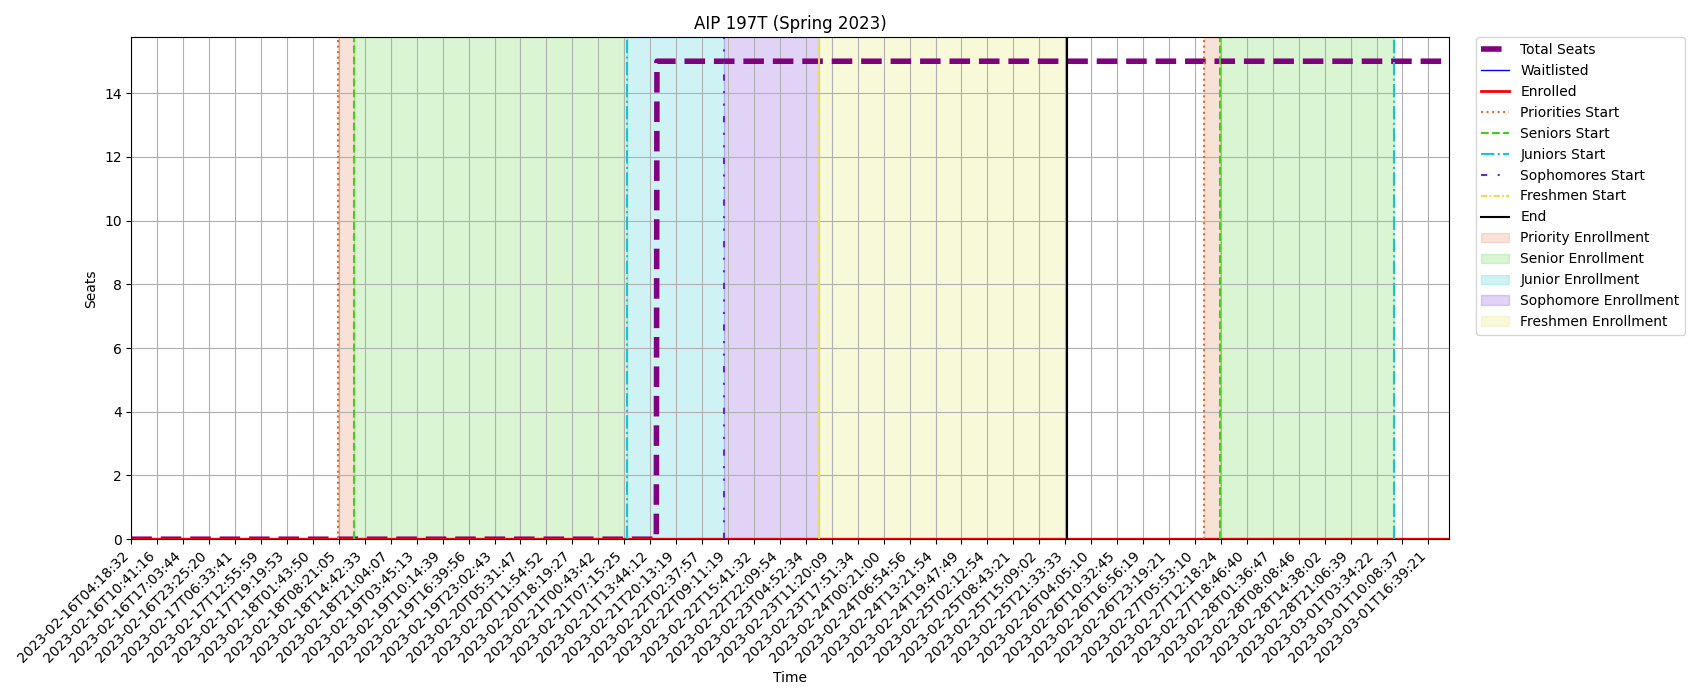 AIP 197T (Spring 2023)
Seats
14
12
10
8
6
4
2
0
2023-02-16T04:18:32
2023-02-16T10:41:16
2023-02-16T17:03:44
2023-02-16T23:25:20
2023-02-17T06:33:41
2023-02-17T12:55:59
2023-02-17T19:19:53
2023-02-18T01:43:50
2023-02-18T08:21:05
2023-02-18T14:42:33
2023-02-18T21:04:07
2023-02-19T03:45:13
2023-02-19T10:14:39
2023-02-19T16:39:56
2023-02-19T23:02:43
2023-02-20T05:31:47
2023-02-20T11:54:52
2023-02-20T18:19:27
2023-02-21T00:43:42
2023-02-21T07:15:25
2023-02-21T13:44:12
2023-02-21T20:13:19
2023-02-22T02:37:57
2023-02-22T09:11:19
2023-02-22T15:41:32
2023-02-22T22:09:54
2023-02-23T04:52:34
2023-02-23T11:20:09
2023-02-23T17:51:34
2023-02-24T00:21:00
2023-02-24T06:54:56
2023-02-24T13:21:54
2023-02-24T19:47:49
2023-02-25T02:12:54
2023-02-25T08:43:21
2023-02-25T15:09:02
2023-02-25T21:33:33
2023-02-26T04:05:10
2023-02-26T10:32:45
2023-02-26T16:56:19
2023-02-26T23:19:21
2023-02-27T05:53:10
2023-02-27T12:18:24
2023-02-27T18:46:40
2023-02-28T01:36:47
2023-02-28T08:08:46
2023-02-28T14:38:02
2023-02-28T21:06:39
2023-03-01T03:34:22
2023-03-01T10:08:37
2023-03-01T16:39:21
Time
Total Seats
Waitlisted
Enrolled
Priorities Start
Seniors Start
Juniors Start
Sophomores Start
Freshmen Start
End
Priority Enrollment
Senior Enrollment
Junior Enrollment
Sophomore Enrollment
Freshmen Enrollment